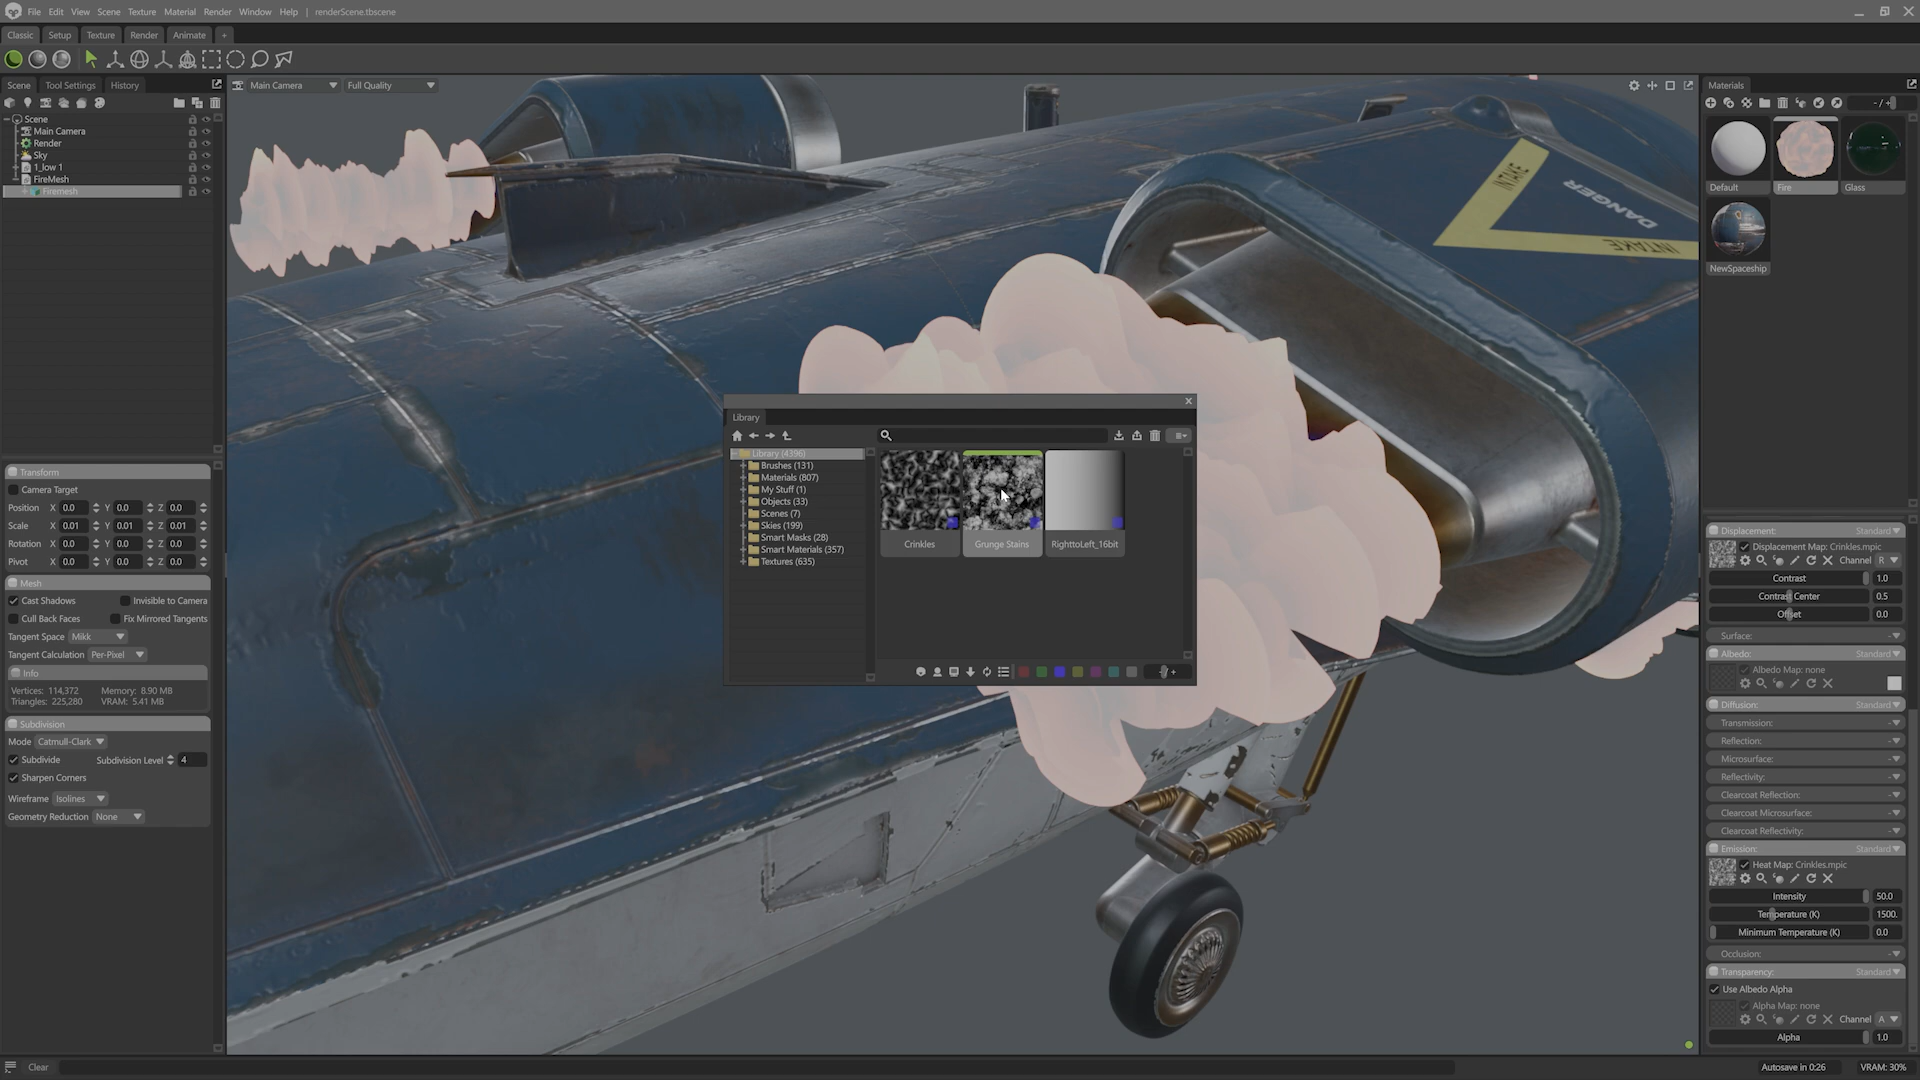 File Edit View Scene Texture Material Render Window Help renderScene.tbscene
Classic Setup Texture Render Animate +
Scene Tool Settings History
Main Camera Full Quality
Materials
Scene
Main Camera
Render
Sky
1_low 1
FireMesh
Firemesh
Default Fire Glass
NewSpaceship
INTAKE
DANGER
INTAKE
Library
Library (4396)
Brushes (131)
Materials (807)
My Stuff (1)
Objects (33)
Scenes (7)
Skies (199)
Smart Masks (28)
Smart Materials (357)
Textures (635)
Crinkles Grunge Stains RighttoLeft_16bit
Transform
Camera Target
Position X 0.0 Y 0.0 Z 0.0
Scale X 0.01 Y 0.01 Z 0.01
Rotation X 0.0 Y 0.0 Z 0.0
Pivot X 0.0 Y 0.0 Z 0.0
Mesh
Cast Shadows Invisible to Camera
Cull Back Faces Fix Mirrored Tangents
Tangent Space Mikk
Tangent Calculation Per-Pixel
Info
Vertices: 114,372 Memory: 8.90 MB
Triangles: 225,280 VRAM: 5.41 MB
Subdivision
Mode Catmull-Clark
Subdivide Subdivision Level 4
Sharpen Corners
Wireframe Isolines
Geometry Reduction None
Displacement: Standard
Displacement Map: Crinkles.mpic
Channel R
Contrast 1.0
Contrast Center 0.5
Offset 0.0
Surface: -
Albedo: Standard
Albedo Map: none
Diffusion: Standard
Transmission: -
Reflection: -
Microsurface: -
Reflectivity: -
Clearcoat Reflection: -
Clearcoat Microsurface: -
Clearcoat Reflectivity: -
Emission: Standard
Heat Map: Crinkles.mpic
Intensity 50.0
Temperature (K) 1500.
Minimum Temperature (K) 0.0
Occlusion: -
Transparency: Standard
Use Albedo Alpha
Alpha Map: none
Channel A
Alpha 1.0
Clear
Autosave in 0:26 VRAM: 30%